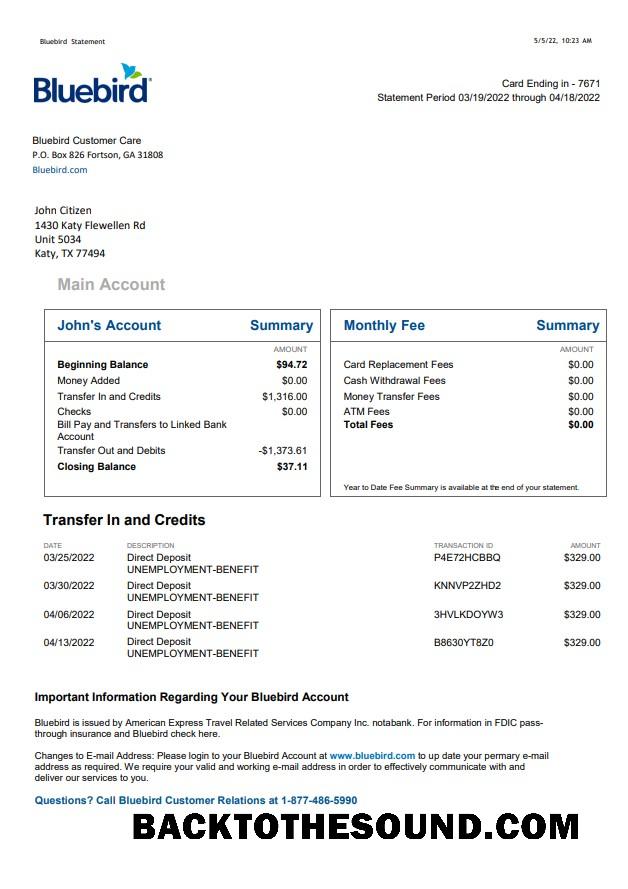 Bluebird Statement
5/5/22, 10:23 AM
Bluebird
Card Ending in - 7671
Statement Period 03/19/2022 through 04/18/2022
Bluebird Customer Care
P.O. Box 826 Fortson, GA 31808
Bluebird.com
John Citizen
1430 Katy Flewellen Rd
Unit 5034
Katy, TX 77494
Main Account
John's Account Summary
AMOUNT
Beginning Balance $94.72
Money Added $0.00
Transfer In and Credits $1,316.00
Checks $0.00
Bill Pay and Transfers to Linked Bank
Account
Transfer Out and Debits -$1,373.61
Closing Balance $37.11
Monthly Fee Summary
AMOUNT
Card Replacement Fees $0.00
Cash Withdrawal Fees $0.00
Money Transfer Fees $0.00
ATM Fees $0.00
Total Fees $0.00
Year to Date Fee Summary is available at the end of your statement.
Transfer In and Credits
DATE DESCRIPTION TRANSACTION ID AMOUNT
03/25/2022 Direct Deposit P4E72HCBBQ $329.00
UNEMPLOYMENT-BENEFIT
03/30/2022 Direct Deposit KNNVP2ZHD2 $329.00
UNEMPLOYMENT-BENEFIT
04/06/2022 Direct Deposit 3HVLKDOYW3 $329.00
UNEMPLOYMENT-BENEFIT
04/13/2022 Direct Deposit B8630YT8Z0 $329.00
UNEMPLOYMENT-BENEFIT
Important Information Regarding Your Bluebird Account
Bluebird is issued by American Express Travel Related Services Company Inc. notabank. For information in FDIC pass-
through insurance and Bluebird check here.
Changes to E-mail Address: Please login to your Bluebird Account at www.bluebird.com to up date your permary e-mail
address as required. We require your valid and working e-mail address in order to effectively communicate with and
deliver our services to you.
Questions? Call Bluebird Customer Relations at 1-877-486-5990
BACKTOTHESOUND.COM